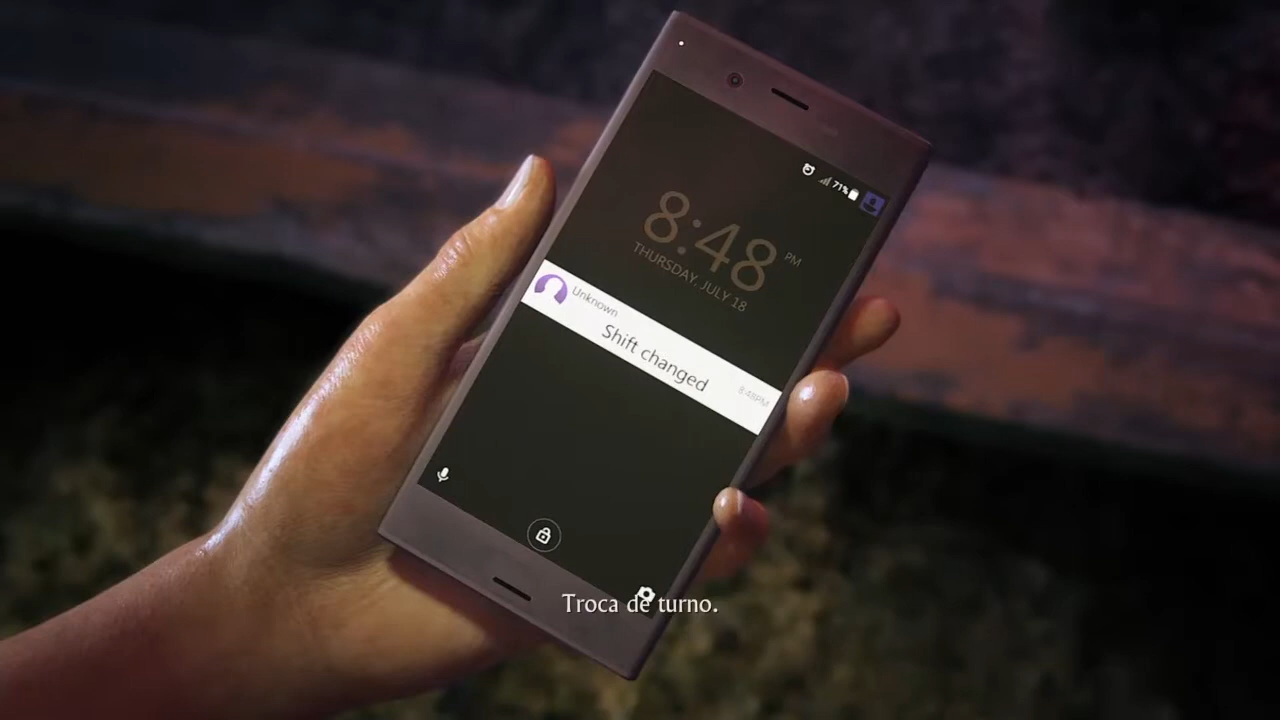 71%
8:48 PM
THURSDAY, JULY 18
Unknown
Shift changed
8:48PM
Troca de turno.